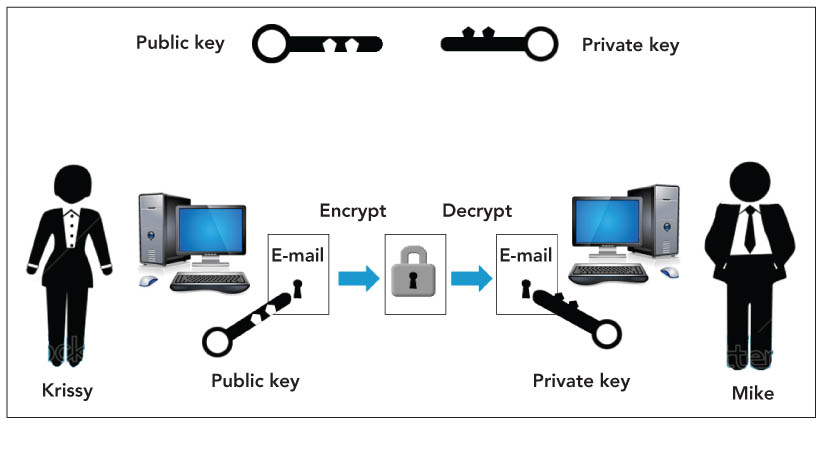 Public key
Private key
Encrypt
Decrypt
E-mail
E-mail
Public key
Private key
Krissy
Mike